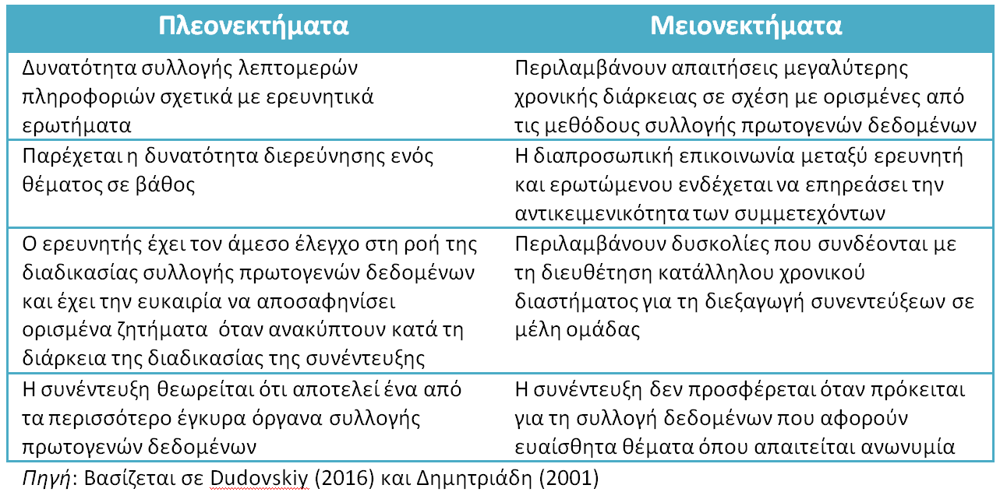 Πλεονεκτήματα
Μειονεκτήματα
Δυνατότητα συλλογής λεπτομερών
πληροφοριών σχετικά με ερευνητικά
ερωτήματα
Περιλαμβάνουν απαιτήσεις μεγαλύτερης
χρονικής διάρκειας σε σχέση με ορισμένες από
τις μεθόδους συλλογής πρωτογενών δεδομένων
Παρέχεται η δυνατότητα διερεύνησης ενός
θέματος σε βάθος
Η διαπροσωπική επικοινωνία μεταξύ ερευνητή
και ερωτώμενου ενδέχεται να επηρεάσει την
αντικειμενικότητα των συμμετεχόντων
Ο ερευνητής έχει τον άμεσο έλεγχο στη ροή της
διαδικασίας συλλογής πρωτογενών δεδομένων
και έχει την ευκαιρία να αποσαφηνίσει
ορισμένα ζητήματα όταν ανακύπτουν κατά τη
διάρκεια της διαδικασίας της συνέντευξης
Περιλαμβάνουν δυσκολίες που συνδέονται με
τη διευθέτηση κατάλληλου χρονικού
διαστήματος για τη διεξαγωγή συνεντεύξεων σε
μέλη ομάδας
Η συνέντευξη θεωρείται ότι αποτελεί ένα από
τα περισσότερο έγκυρα όργανα συλλογής
πρωτογενών δεδομένων
Η συνέντευξη δεν προσφέρεται όταν πρόκειται
για τη συλλογή δεδομένων που αφορούν
ευαίσθητα θέματα όπου απαιτείται ανωνυμία
Πηγή: Βασίζεται σε Dudovskiy (2016) και Δημητριάδη (2001)